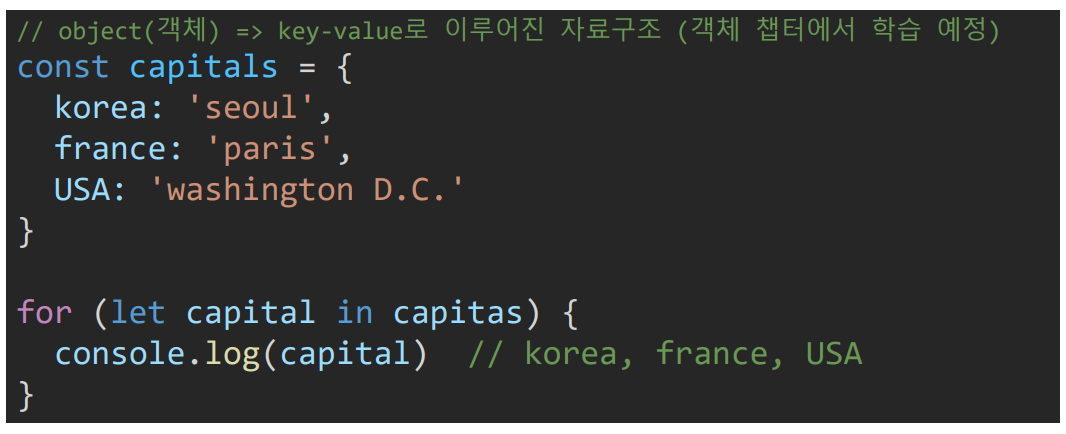 // object(객체) => key-value로 이루어진 자료구조 (객체 챕터에서 학습 예정)
const capitals = {
  korea: 'seoul',
  france: 'paris',
  USA: 'washington D.C.'
}

for (let capital in capitas) {
  console.log(capital)  // korea, france, USA
}